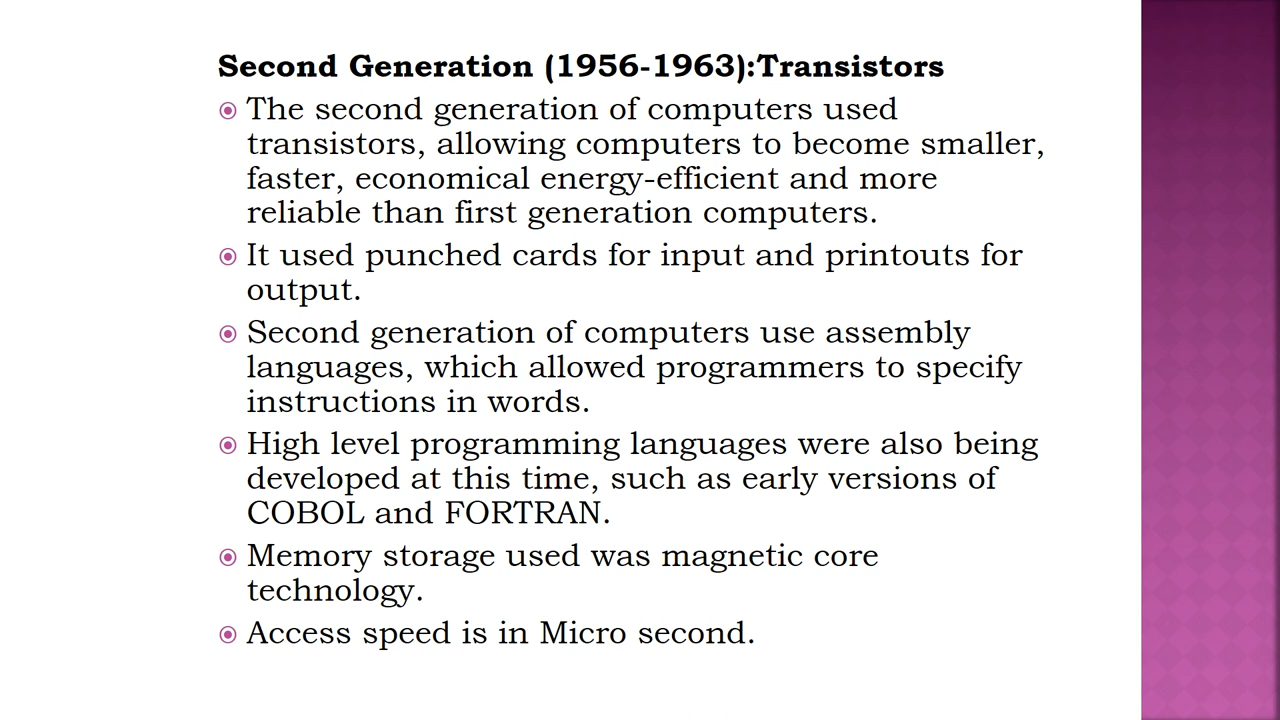 Second Generation (1956-1963):Transistors
The second generation of computers used
transistors, allowing computers to become smaller,
faster, economical energy-efficient and more
reliable than first generation computers.
It used punched cards for input and printouts for
output.
Second generation of computers use assembly
languages, which allowed programmers to specify
instructions in words.
High level programming languages were also being
developed at this time, such as early versions of
COBOL and FORTRAN.
Memory storage used was magnetic core
technology.
Access speed is in Micro second.